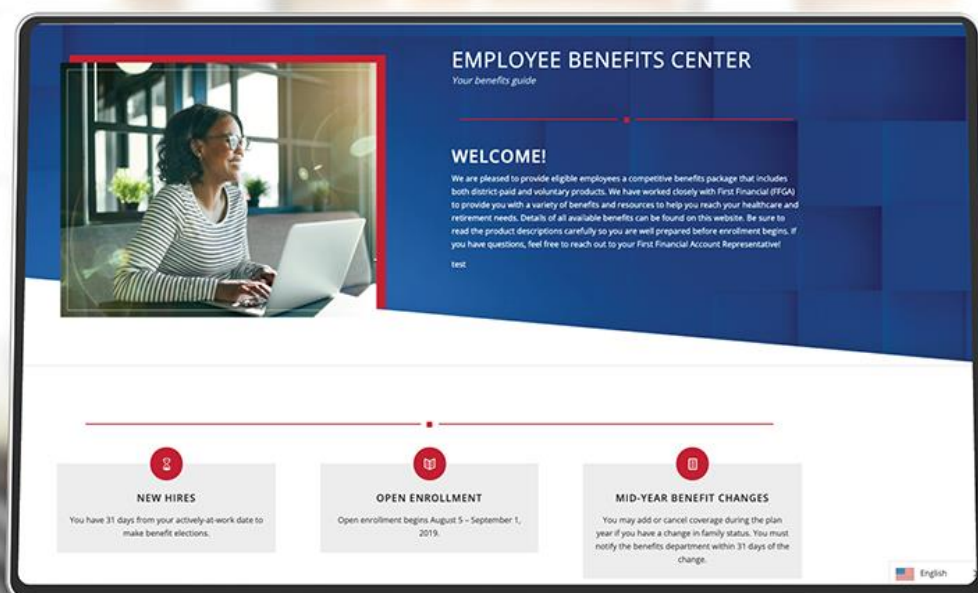 EMPLOYEE BENEFITS CENTER
Your benefits guide
WELCOME!
We are pleased to provide eligible employees a competitive benefits package that includes
both district-paid and voluntary products. We have worked closely with First Financial (FFGA)
to provide you with a variety of benefits and resources to help you reach your healthcare and
retirement needs. Details of all available benefits can be found on this website. Be sure to
read the product descriptions carefully so you are well prepared before enrollment begins. If
you have questions, feel free to reach out to your First Financial Account Representative!
test
NEW HIRES
You have 31 days from your actively-at-work date to
make benefit elections.
OPEN ENROLLMENT
Open enrollment begins August 5 – September 1,
2019.
MID-YEAR BENEFIT CHANGES
You may add or cancel coverage during the plan
year if you have a change in family status. You must
notify the benefits department within 31 days of the
change.
English